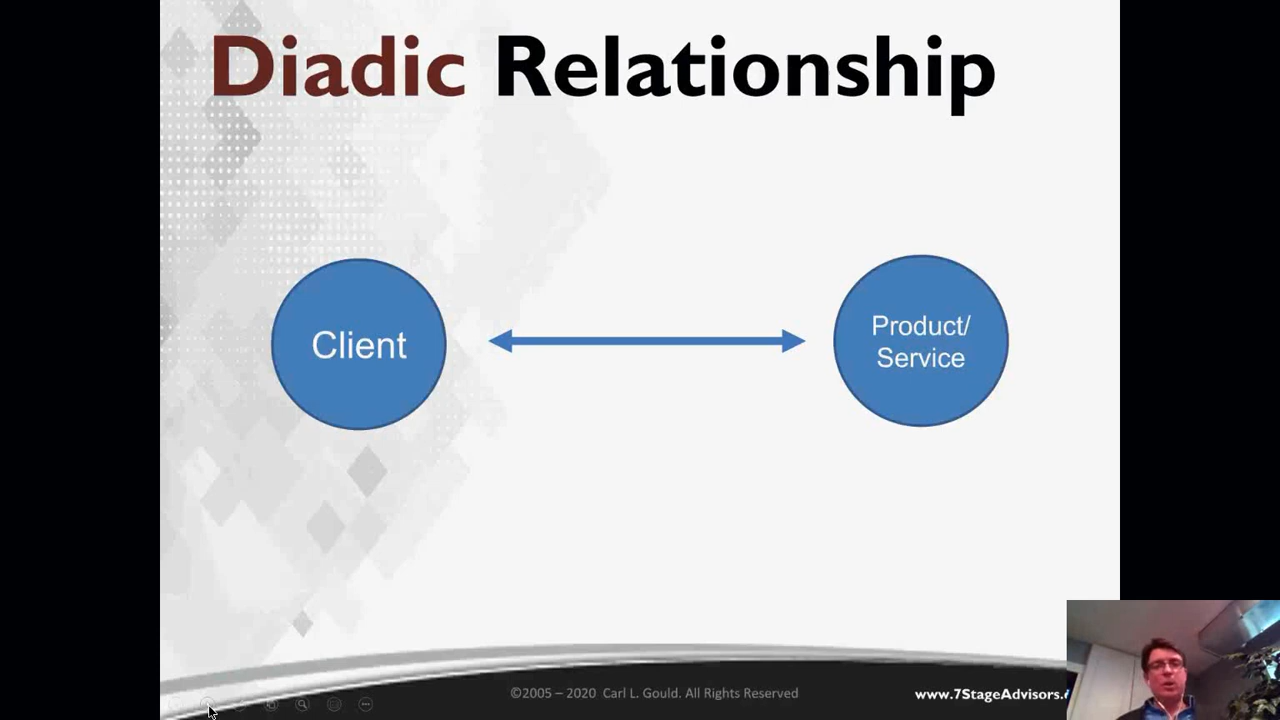 Diadic Relationship
Client
Product/
Service
©2005 – 2020 Carl L. Gould. All Rights Reserved
www.7StageAdvisors.